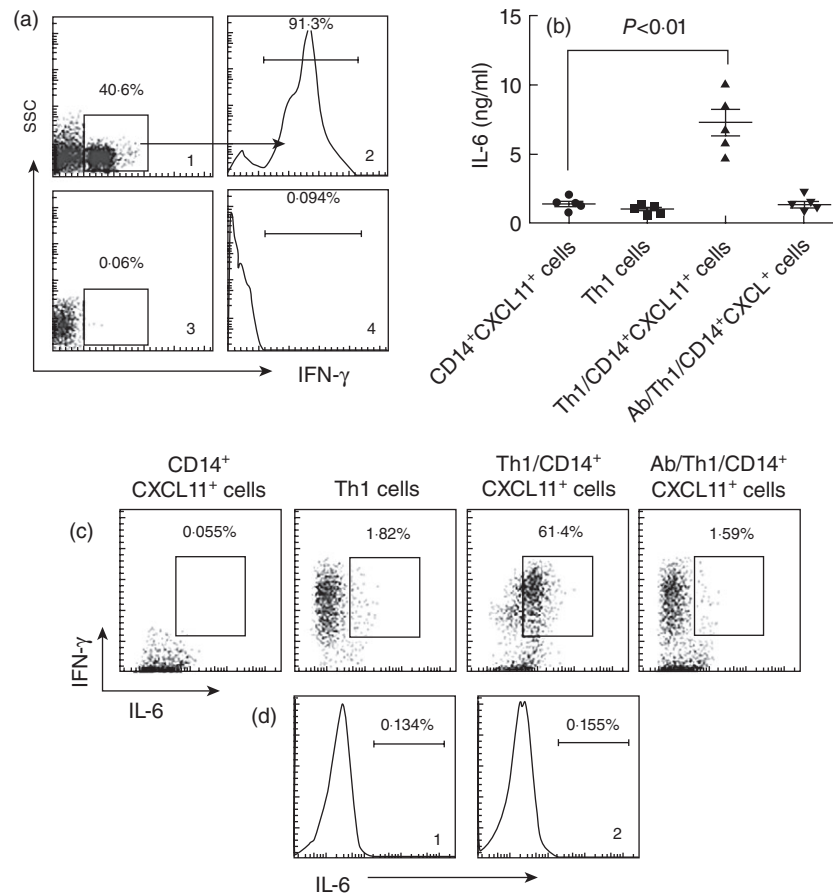 (a)
40·6%
91·3%
SSC
1
2
0·06%
0·094%
3
4
IFN-γ
(b)
P<0·01
15
10
5
0
IL-6 (ng/ml)
CD14+CXCL11+ cells
Th1 cells
Th1/CD14+CXCL11+ cells
Ab/Th1/CD14+CXCL+ cells
(c)
CD14+
CXCL11+ cells
Th1 cells
Th1/CD14+
CXCL11+ cells
Ab/Th1/CD14+
CXCL11+ cells
0·055%
1·82%
61·4%
1·59%
IFN-γ
IL-6
(d)
0·134%
0·155%
1
2
IL-6